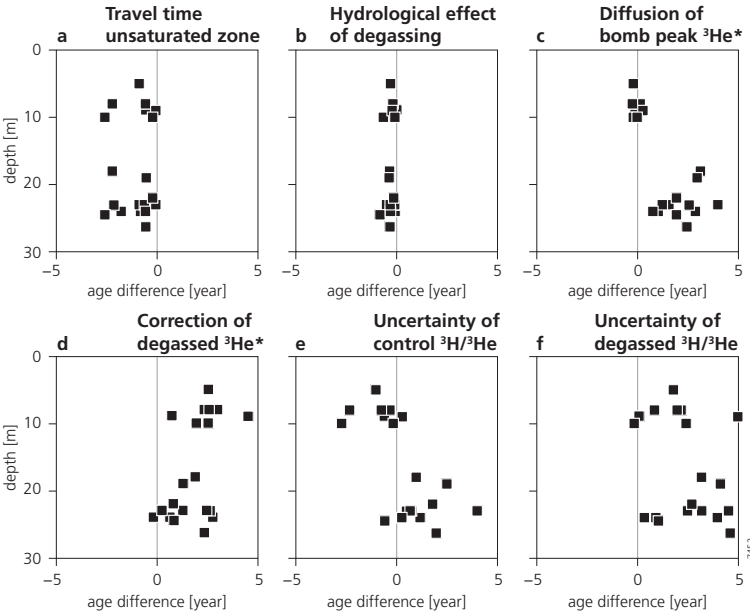 a Travel time
unsaturated zone
b Hydrological effect
of degassing
c Diffusion of
bomb peak ³He*
0
10
20
30
depth [m]
−5 0 5
age difference [year]
−5 0 5
age difference [year]
−5 0 5
age difference [year]
d Correction of
degassed ³He*
e Uncertainty of
control ³H/³He
f Uncertainty of
degassed ³H/³He
0
10
20
30
depth [m]
−5 0 5
age difference [year]
−5 0 5
age difference [year]
−5 0 5
age difference [year]